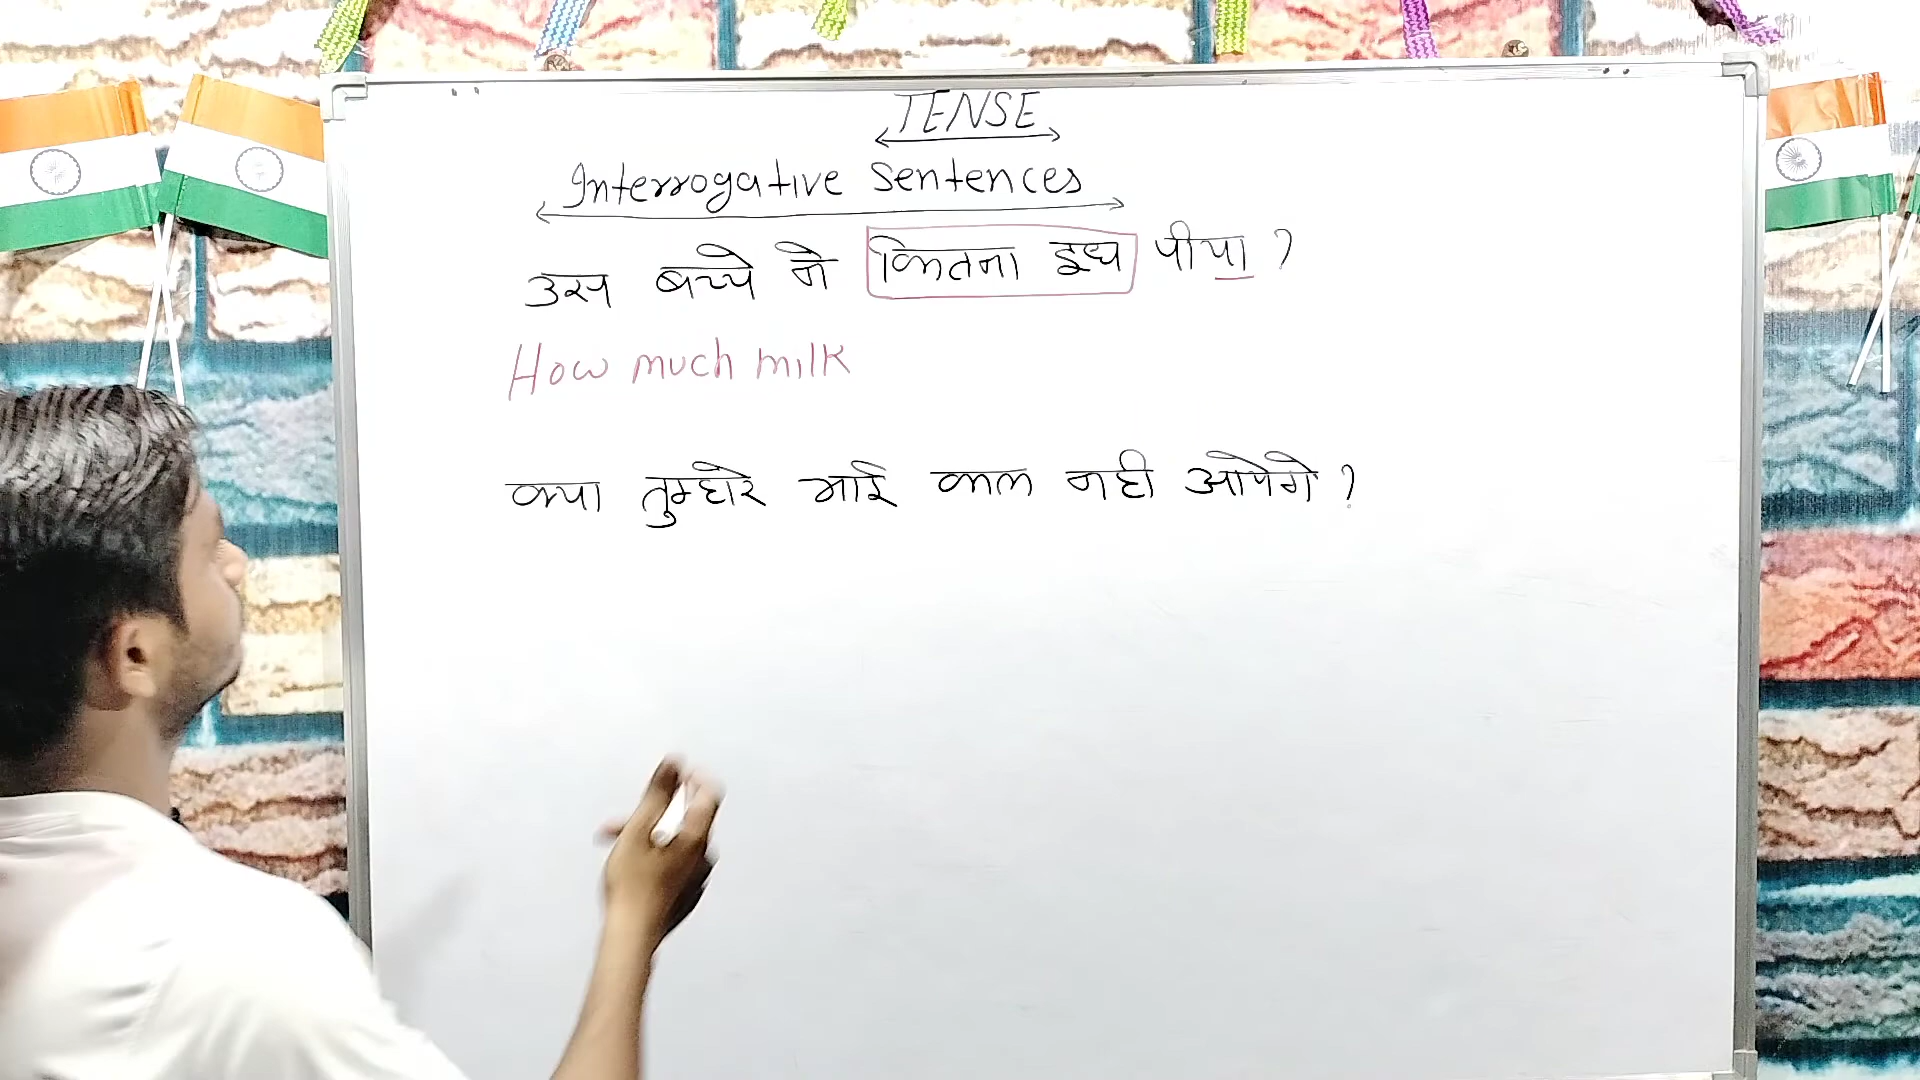 TENSE
Interrogative Sentences
उस बच्चे ने कितना दूध पीया ?
How much milk
क्या तुम्हारे भाई कल नही आयेगे ?